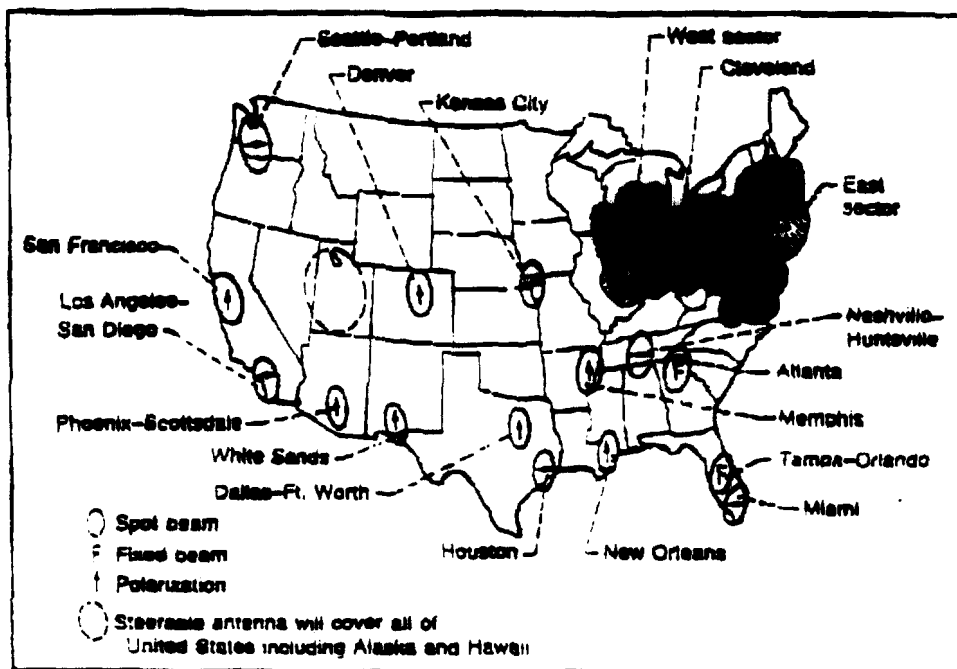 Seattle-Portland
West sector
Denver
Cleveland
Kansas City
East
sector
San Francisco
Los Angeles-
San Diego
Nashville-
Huntsville
Atlanta
Phoenix-Scottsdale
Memphis
White Sands
Tampa-Orlando
Dallas-Ft. Worth
Miami
Houston
New Orleans
F
F
Spot beam
F Fixed beam
Polarization
Steerable antenna will cover all of
United States including Alaska and Hawaii